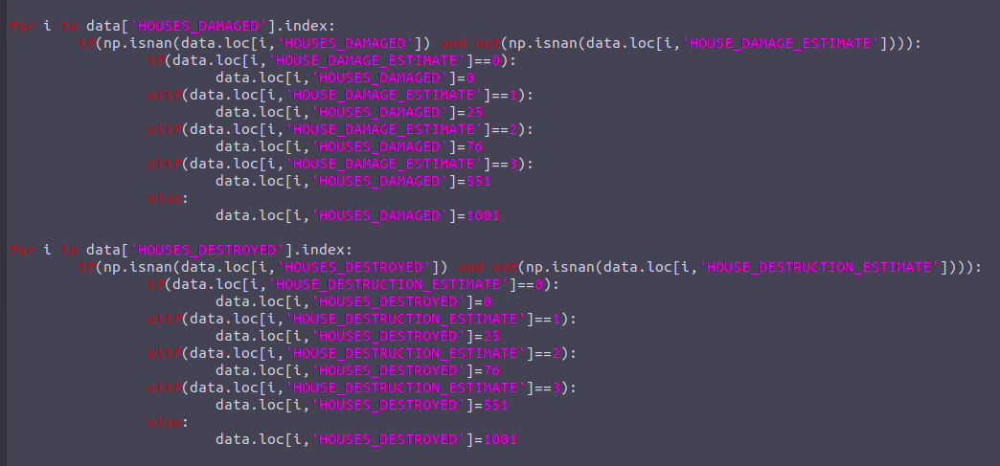 for i in data['HOUSES_DAMAGED'].index:
        if(np.isnan(data.loc[i,'HOUSES_DAMAGED']) and not(np.isnan(data.loc[i,'HOUSE_DAMAGE_ESTIMATE']))):
                if(data.loc[i,'HOUSE_DAMAGE_ESTIMATE']==0):
                        data.loc[i,'HOUSES_DAMAGED']=0
                elif(data.loc[i,'HOUSE_DAMAGE_ESTIMATE']==1):
                        data.loc[i,'HOUSES_DAMAGED']=25
                elif(data.loc[i,'HOUSE_DAMAGE_ESTIMATE']==2):
                        data.loc[i,'HOUSES_DAMAGED']=76
                elif(data.loc[i,'HOUSE_DAMAGE_ESTIMATE']==3):
                        data.loc[i,'HOUSES_DAMAGED']=551
                else:
                        data.loc[i,'HOUSES_DAMAGED']=1001
for i in data['HOUSES_DESTROYED'].index:
        if(np.isnan(data.loc[i,'HOUSES_DESTROYED']) and not(np.isnan(data.loc[i,'HOUSE_DESTRUCTION_ESTIMATE']))):
                if(data.loc[i,'HOUSE_DESTRUCTION_ESTIMATE']==0):
                        data.loc[i,'HOUSES_DESTROYED']=0
                elif(data.loc[i,'HOUSE_DESTRUCTION_ESTIMATE']==1):
                        data.loc[i,'HOUSES_DESTROYED']=25
                elif(data.loc[i,'HOUSE_DESTRUCTION_ESTIMATE']==2):
                        data.loc[i,'HOUSES_DESTROYED']=76
                elif(data.loc[i,'HOUSE_DESTRUCTION_ESTIMATE']==3):
                        data.loc[i,'HOUSES_DESTROYED']=551
                else:
                        data.loc[i,'HOUSES_DESTROYED']=1001